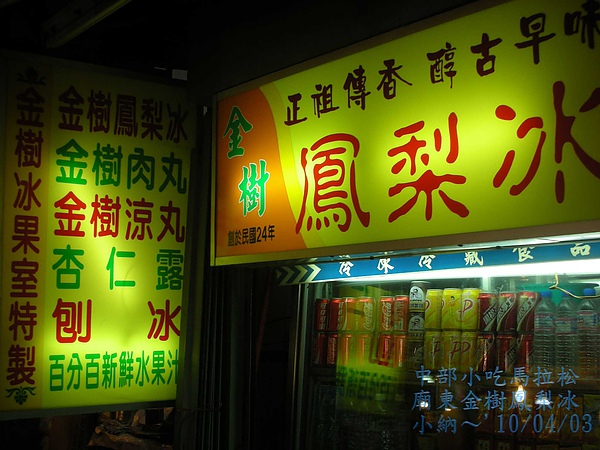 金樹冰果室特製
金樹鳳梨冰
金樹肉丸
金樹涼丸
杏仁露
刨冰
百分百新鮮水果汁
正祖傳香 醇古早味
金樹
鳳梨冰
創於民國24年
冷凍冷藏食品
中部小吃馬拉松
廟東金樹鳳梨冰
小納～ 10/04/03